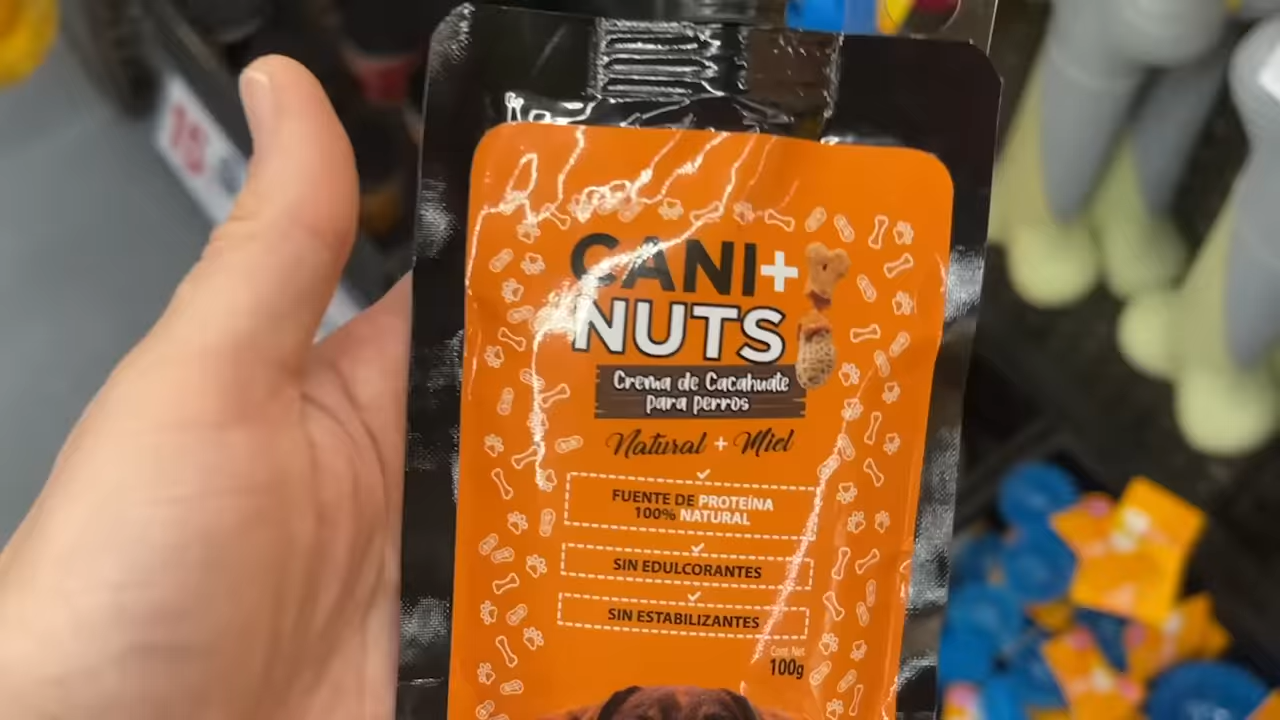 15
CANI+
NUTS
Crema de Cacahuate
para perros
Natural + Miel
FUENTE DE PROTEÍNA
100% NATURAL
SIN EDULCORANTES
SIN ESTABILIZANTES
Cont. Net.
100g